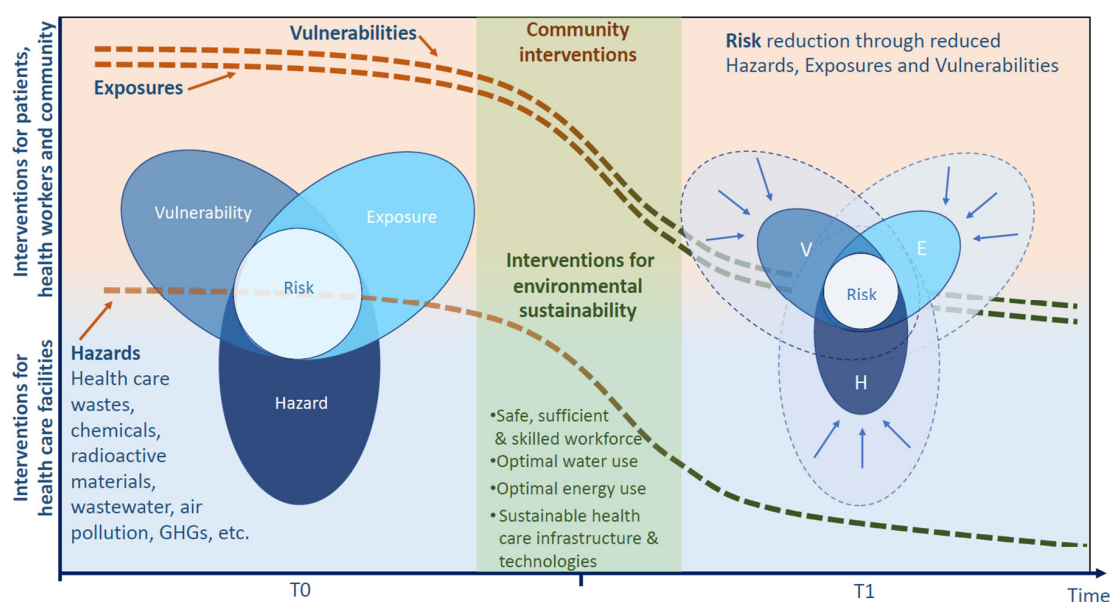 Interventions for patients,
health workers and community
Interventions for
health care facilities
Vulnerabilities
Exposures
Vulnerability
Exposure
Risk
Hazard
Hazards
Health care
wastes,
chemicals,
radioactive
materials,
wastewater, air
pollution, GHGs, etc.
Community
interventions
Interventions for
environmental
sustainability
•Safe, sufficient
& skilled workforce
•Optimal water use
•Optimal energy use
•Sustainable health
care infrastructure &
technologies
Risk reduction through reduced
Hazards, Exposures and Vulnerabilities
V
E
Risk
H
T0
T1
Time